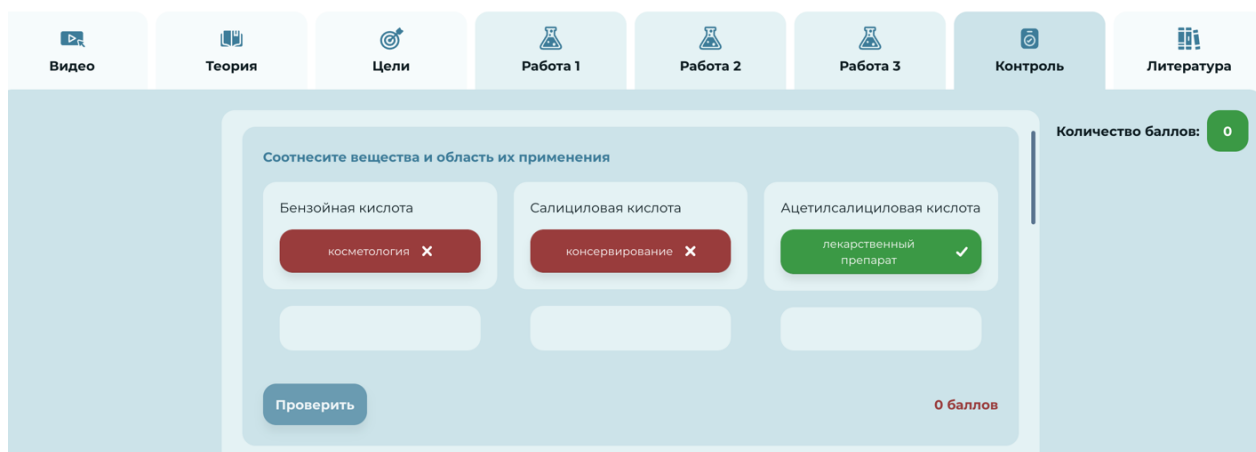 Видео
Теория
Цели
Работа 1
Работа 2
Работа 3
Контроль
Литература
Количество баллов: 0
Соотнесите вещества и область их применения
Бензойная кислота
косметология
Салициловая кислота
консервирование
Ацетилсалициловая кислота
лекарственный
препарат
Проверить
0 баллов